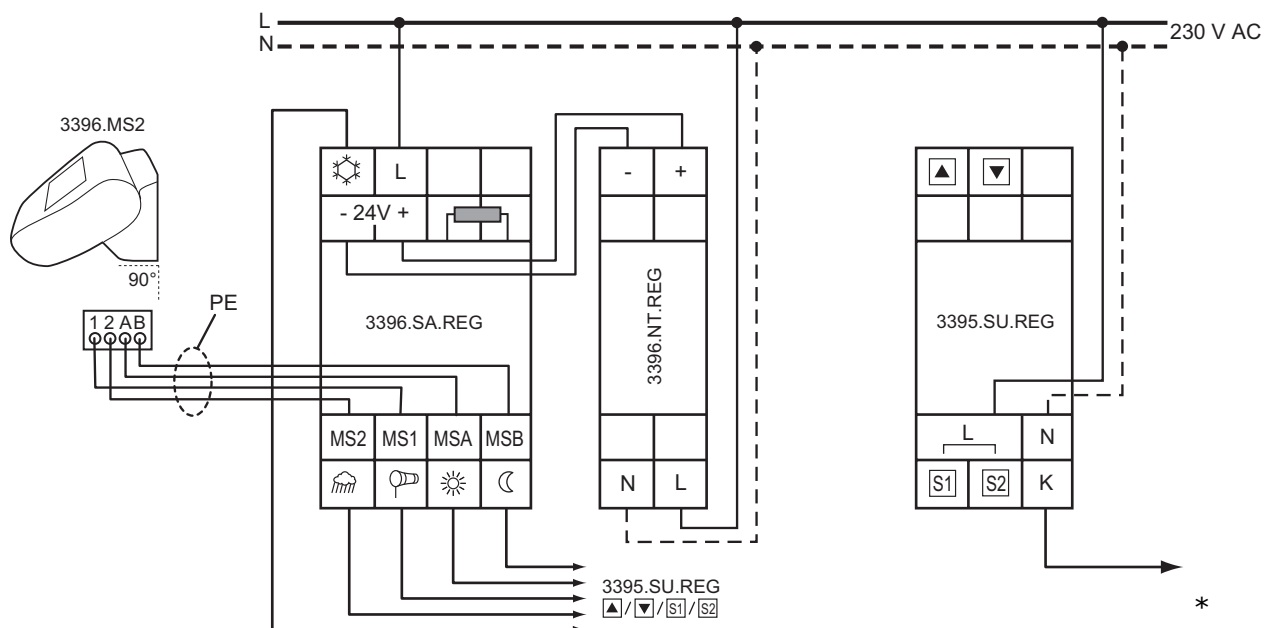 L
N
230 V AC
3396.MS2
90°
1 2 A B
PE
L
- 24V +
3396.SA.REG
MS2 MS1 MSA MSB
- +
3396.NT.REG
N L
▲ ▼
3395.SU.REG
L N
S1 S2 K
3395.SU.REG
▲ / ▼ / S1 / S2
*